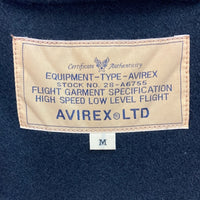 Certificate Authenticity
EQUIPMENT-TYPE-AVIREX
STOCK NO. 28-A6755
FLIGHT GARMENT SPECIFICATION
HIGH SPEED LOW LEVEL FLIGHT
AVIREX®LTD
M